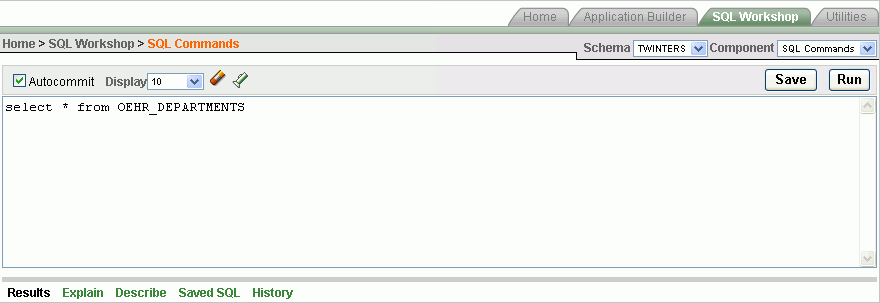 Home Application Builder SQL Workshop Utilities
Home > SQL Workshop > SQL Commands Schema TWINTERS Component SQL Commands
Autocommit Display 10 Save Run
select * from OEHR_DEPARTMENTS
Results Explain Describe Saved SQL History